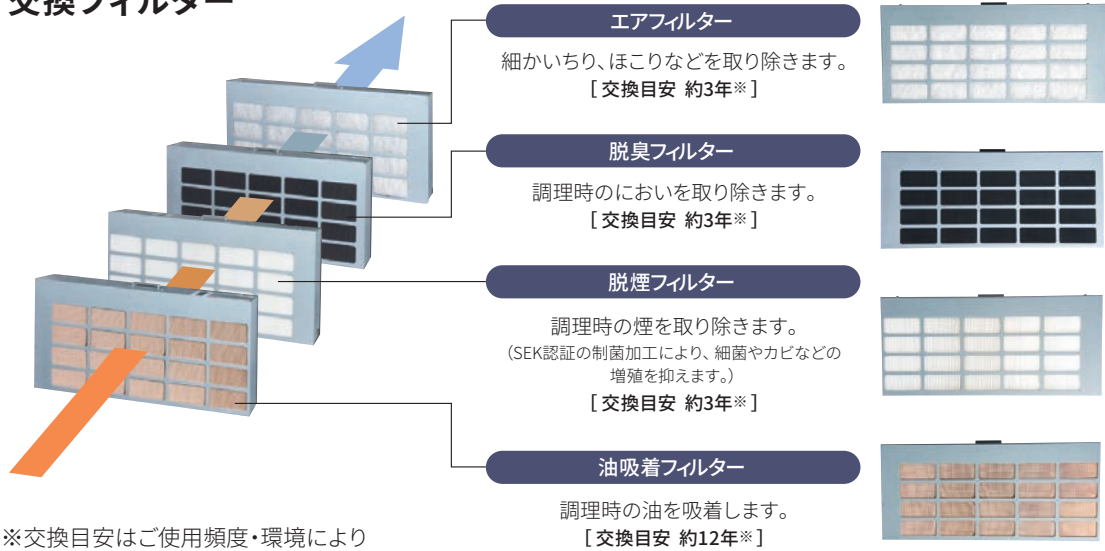 交換フィルター
エアフィルター
細かいちり、ほこりなどを取り除きます。
[ 交換目安 約3年※ ]
脱臭フィルター
調理時のにおいを取り除きます。
[ 交換目安 約3年※ ]
脱煙フィルター
調理時の煙を取り除きます。
（SEK認証の制菌加工により、細菌やカビなどの
増殖を抑えます。）
[ 交換目安 約3年※ ]
油吸着フィルター
調理時の油を吸着します。
[ 交換目安 約12年※ ]
※交換目安はご使用頻度・環境により